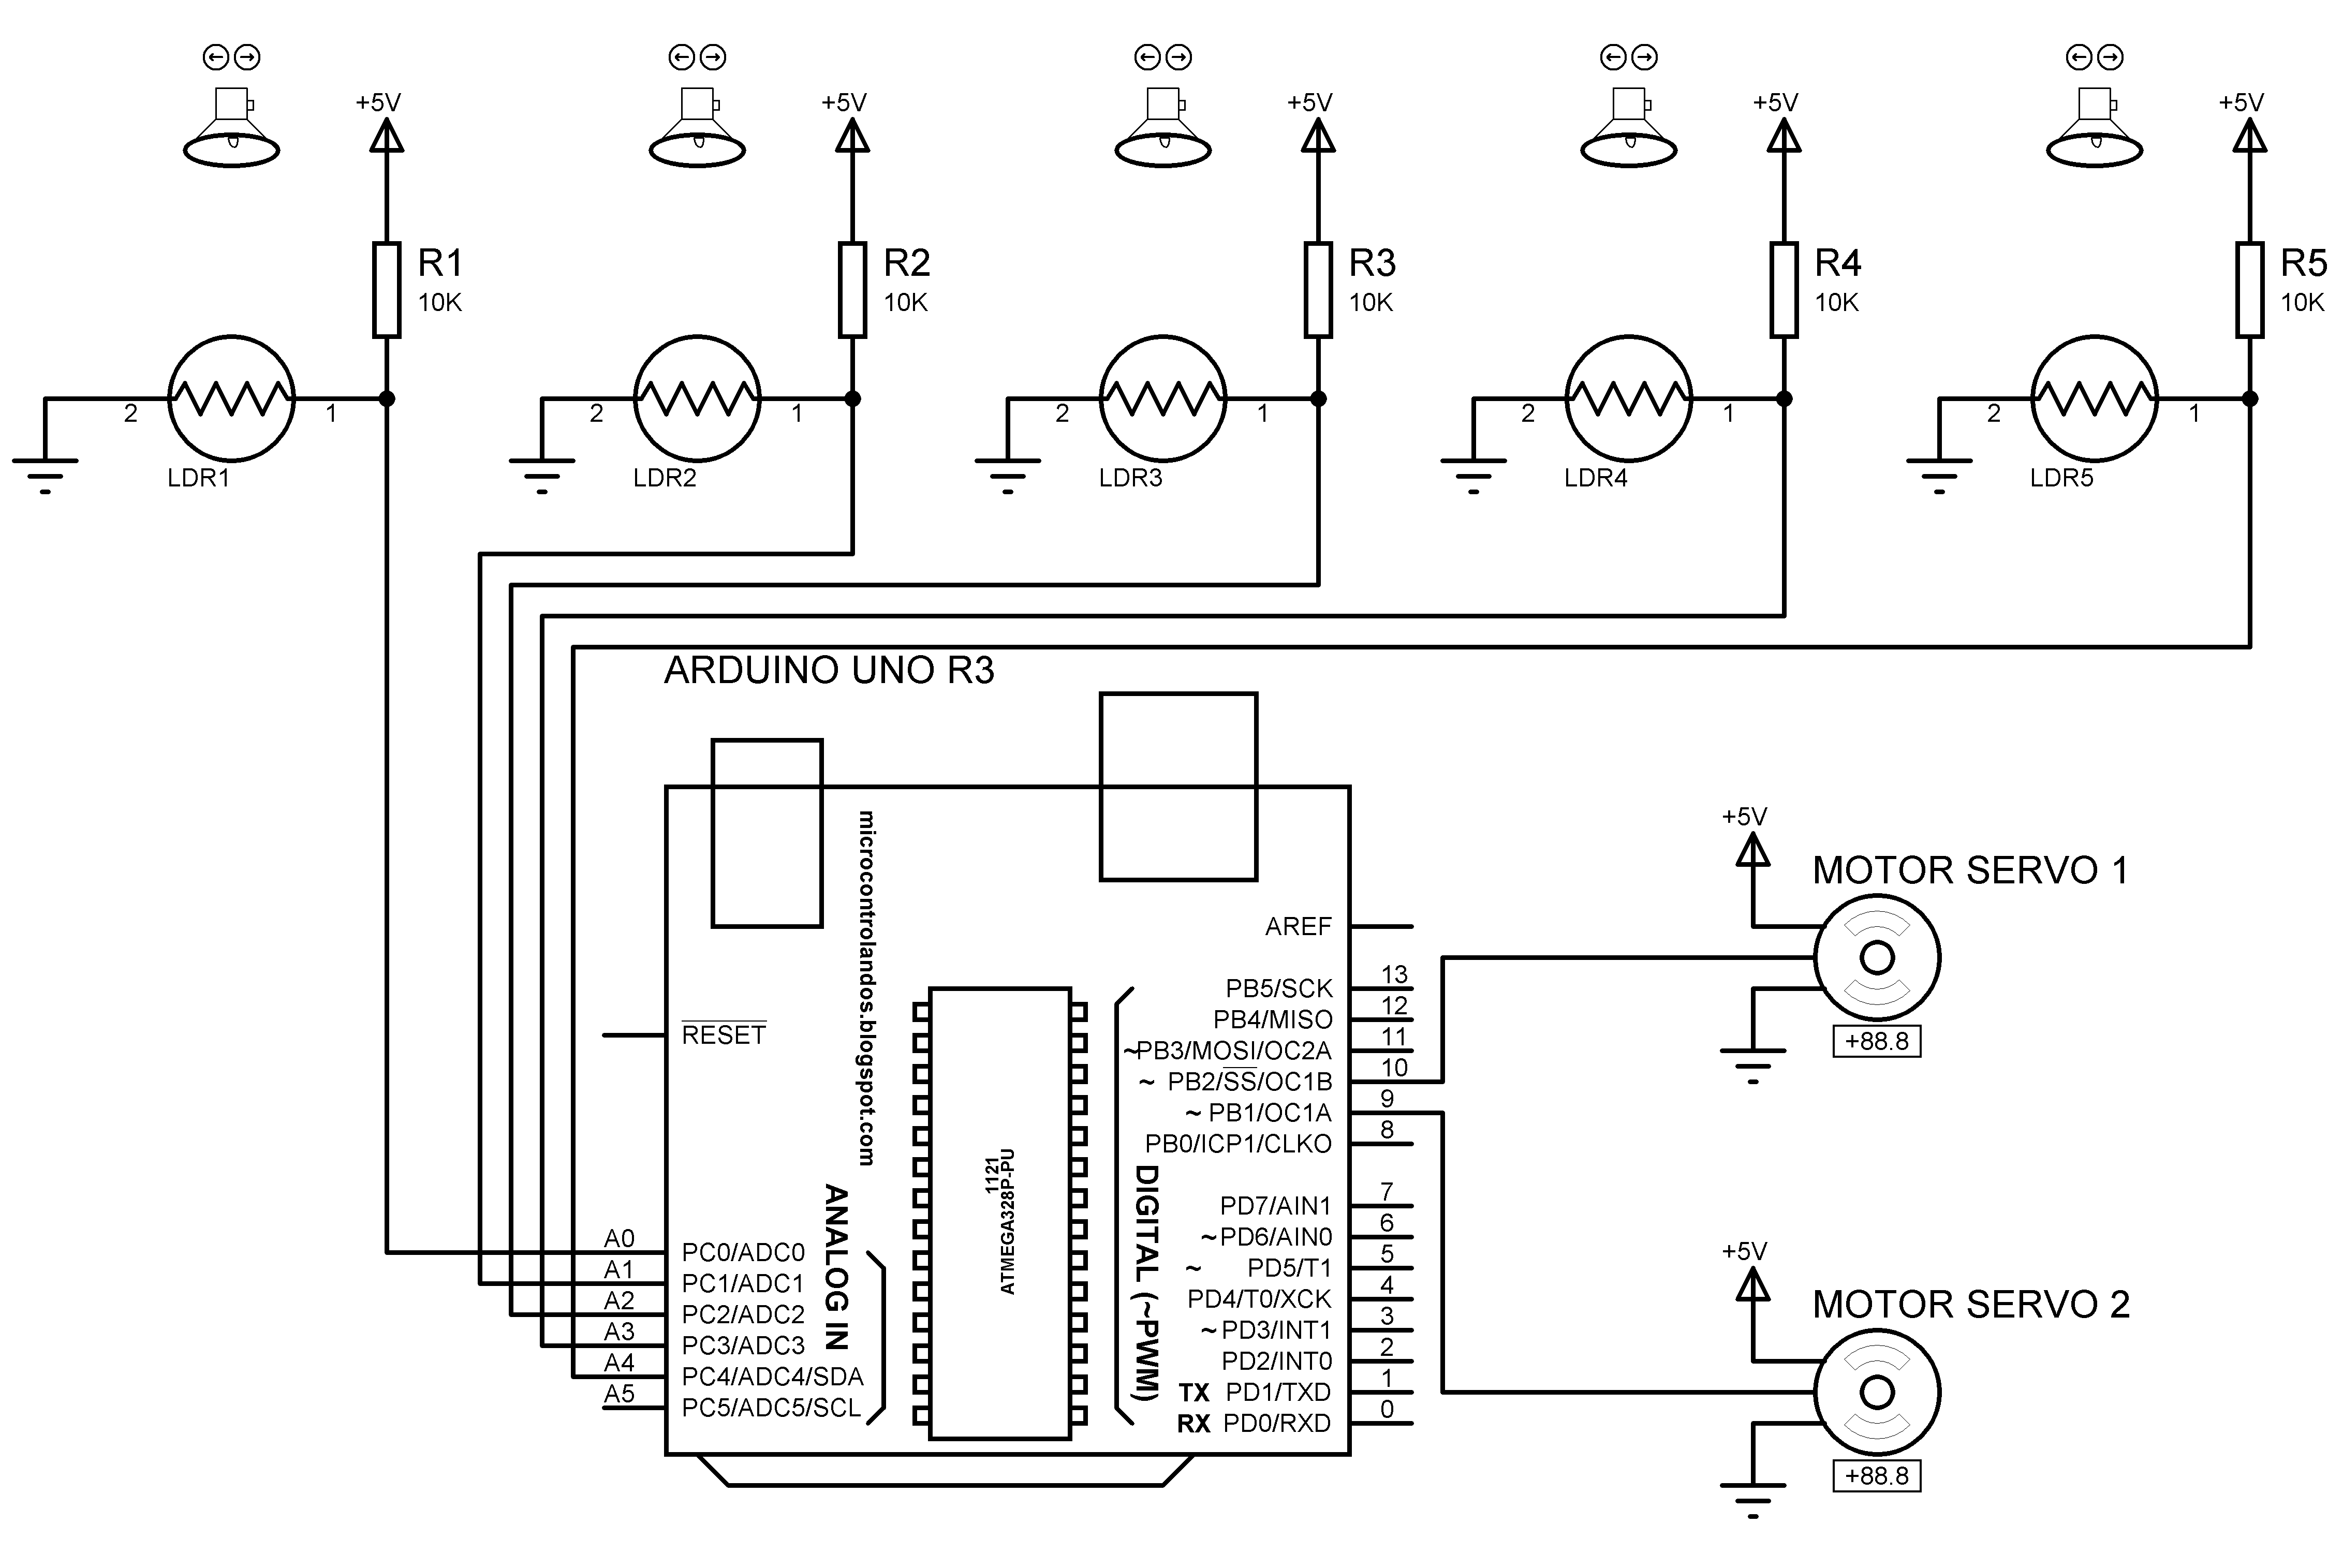 +5V +5V +5V +5V +5V
R1 R2 R3 R4 R5
10K 10K 10K 10K 10K
2 1 2 1 2 1 2 1 2 1
LDR1 LDR2 LDR3 LDR4 LDR5
ARDUINO UNO R3
microcontrolandos.blogspot.com
RESET
ANALOG IN
A0 PC0/ADC0
A1 PC1/ADC1
A2 PC2/ADC2
A3 PC3/ADC3
A4 PC4/ADC4/SDA
A5 PC5/ADC5/SCL
1121
ATMEGA328P-PU
DIGITAL (~PWM)
AREF
PB5/SCK 13
PB4/MISO 12
~PB3/MOSI/OC2A 11
~ PB2/SS/OC1B 10
~ PB1/OC1A 9
PB0/ICP1/CLKO 8
PD7/AIN1 7
~PD6/AIN0 6
~ PD5/T1 5
PD4/T0/XCK 4
~PD3/INT1 3
PD2/INT0 2
TX PD1/TXD 1
RX PD0/RXD 0
+5V
MOTOR SERVO 1
+88.8
+5V
MOTOR SERVO 2
+88.8